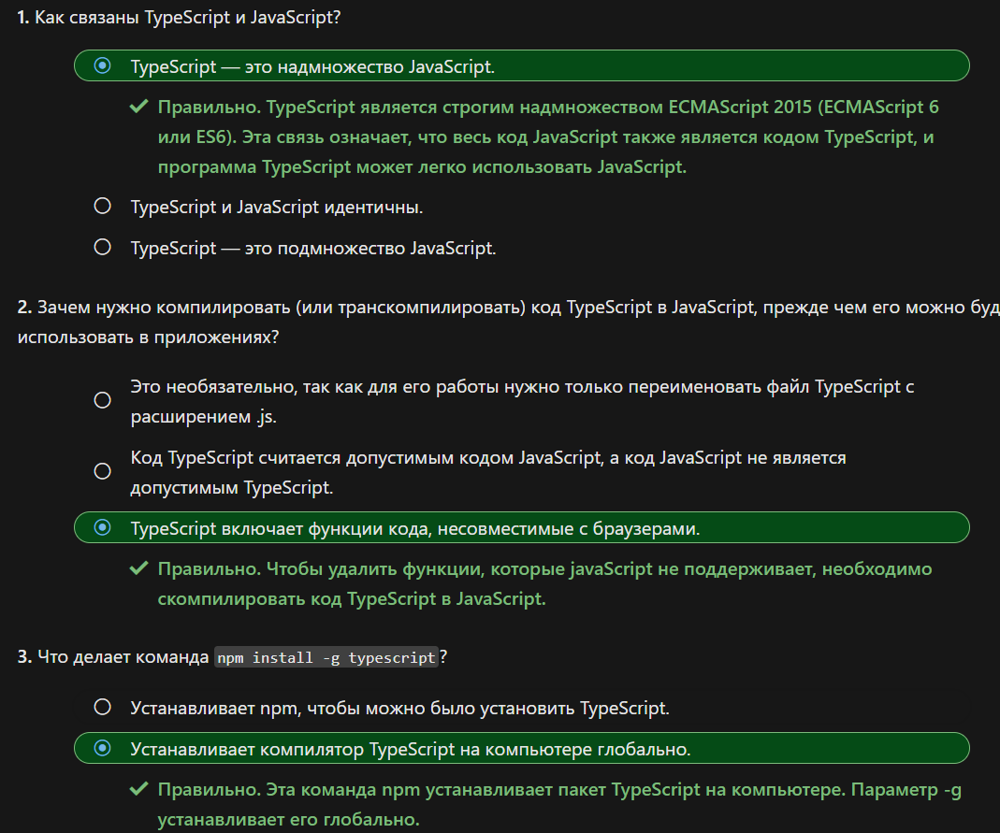 1. Как связаны TypeScript и JavaScript?
TypeScript — это надмножество JavaScript.
Правильно. TypeScript является строгим надмножеством ECMAScript 2015 (ECMAScript 6
или ES6). Эта связь означает, что весь код JavaScript также является кодом TypeScript, и
программа TypeScript может легко использовать JavaScript.
TypeScript и JavaScript идентичны.
TypeScript — это подмножество JavaScript.
2. Зачем нужно компилировать (или транскомпилировать) код TypeScript в JavaScript, прежде чем его можно буд
использовать в приложениях?
Это необязательно, так как для его работы нужно только переименовать файл TypeScript с
расширением .js.
Код TypeScript считается допустимым кодом JavaScript, а код JavaScript не является
допустимым TypeScript.
TypeScript включает функции кода, несовместимые с браузерами.
Правильно. Чтобы удалить функции, которые javaScript не поддерживает, необходимо
скомпилировать код TypeScript в JavaScript.
3. Что делает команда npm install -g typescript?
Устанавливает npm, чтобы можно было установить TypeScript.
Устанавливает компилятор TypeScript на компьютере глобально.
Правильно. Эта команда npm устанавливает пакет TypeScript на компьютере. Параметр -g
устанавливает его глобально.